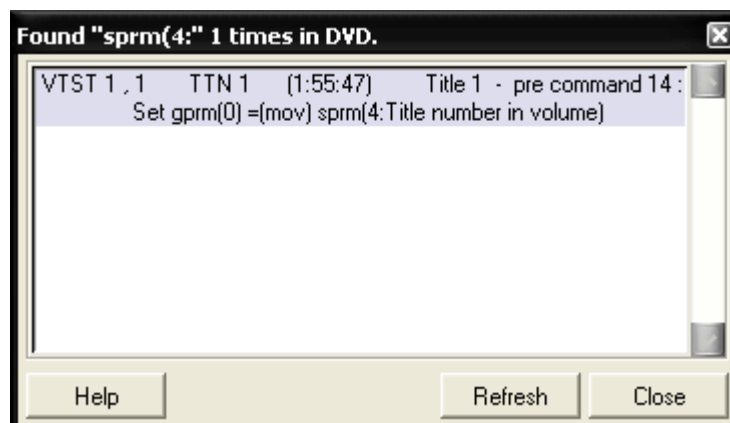 Found "sprm(4:" 1 times in DVD.
VTST 1 , 1 TTN 1 (1:55:47) Title 1 - pre command 14 :
Set gprm(0) =(mov) sprm(4:Title number in volume)
Help Refresh Close